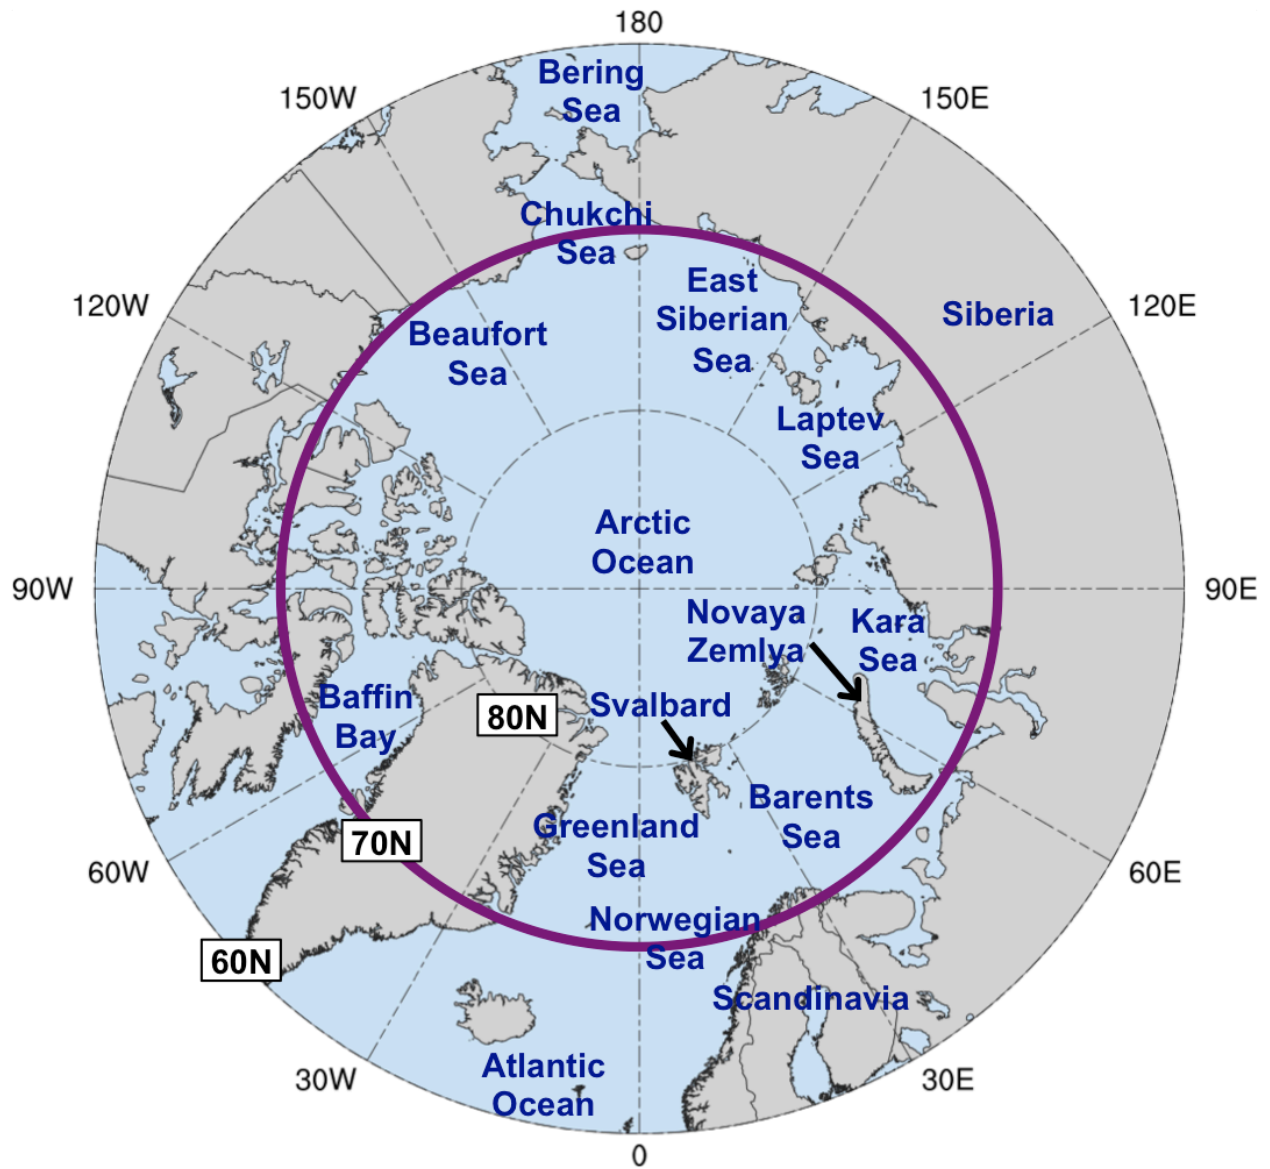 180
150W
150E
Bering
Sea
Chukchi
Sea
East
Siberian
Sea
120W
120E
Siberia
Beaufort
Sea
Laptev
Sea
Arctic
Ocean
90W
90E
Novaya
Zemlya
Kara
Sea
Baffin
Bay
80N
Svalbard
Barents
Sea
Greenland
Sea
70N
60W
60E
Norwegian
Sea
60N
Scandinavia
Atlantic
Ocean
30W
30E
0